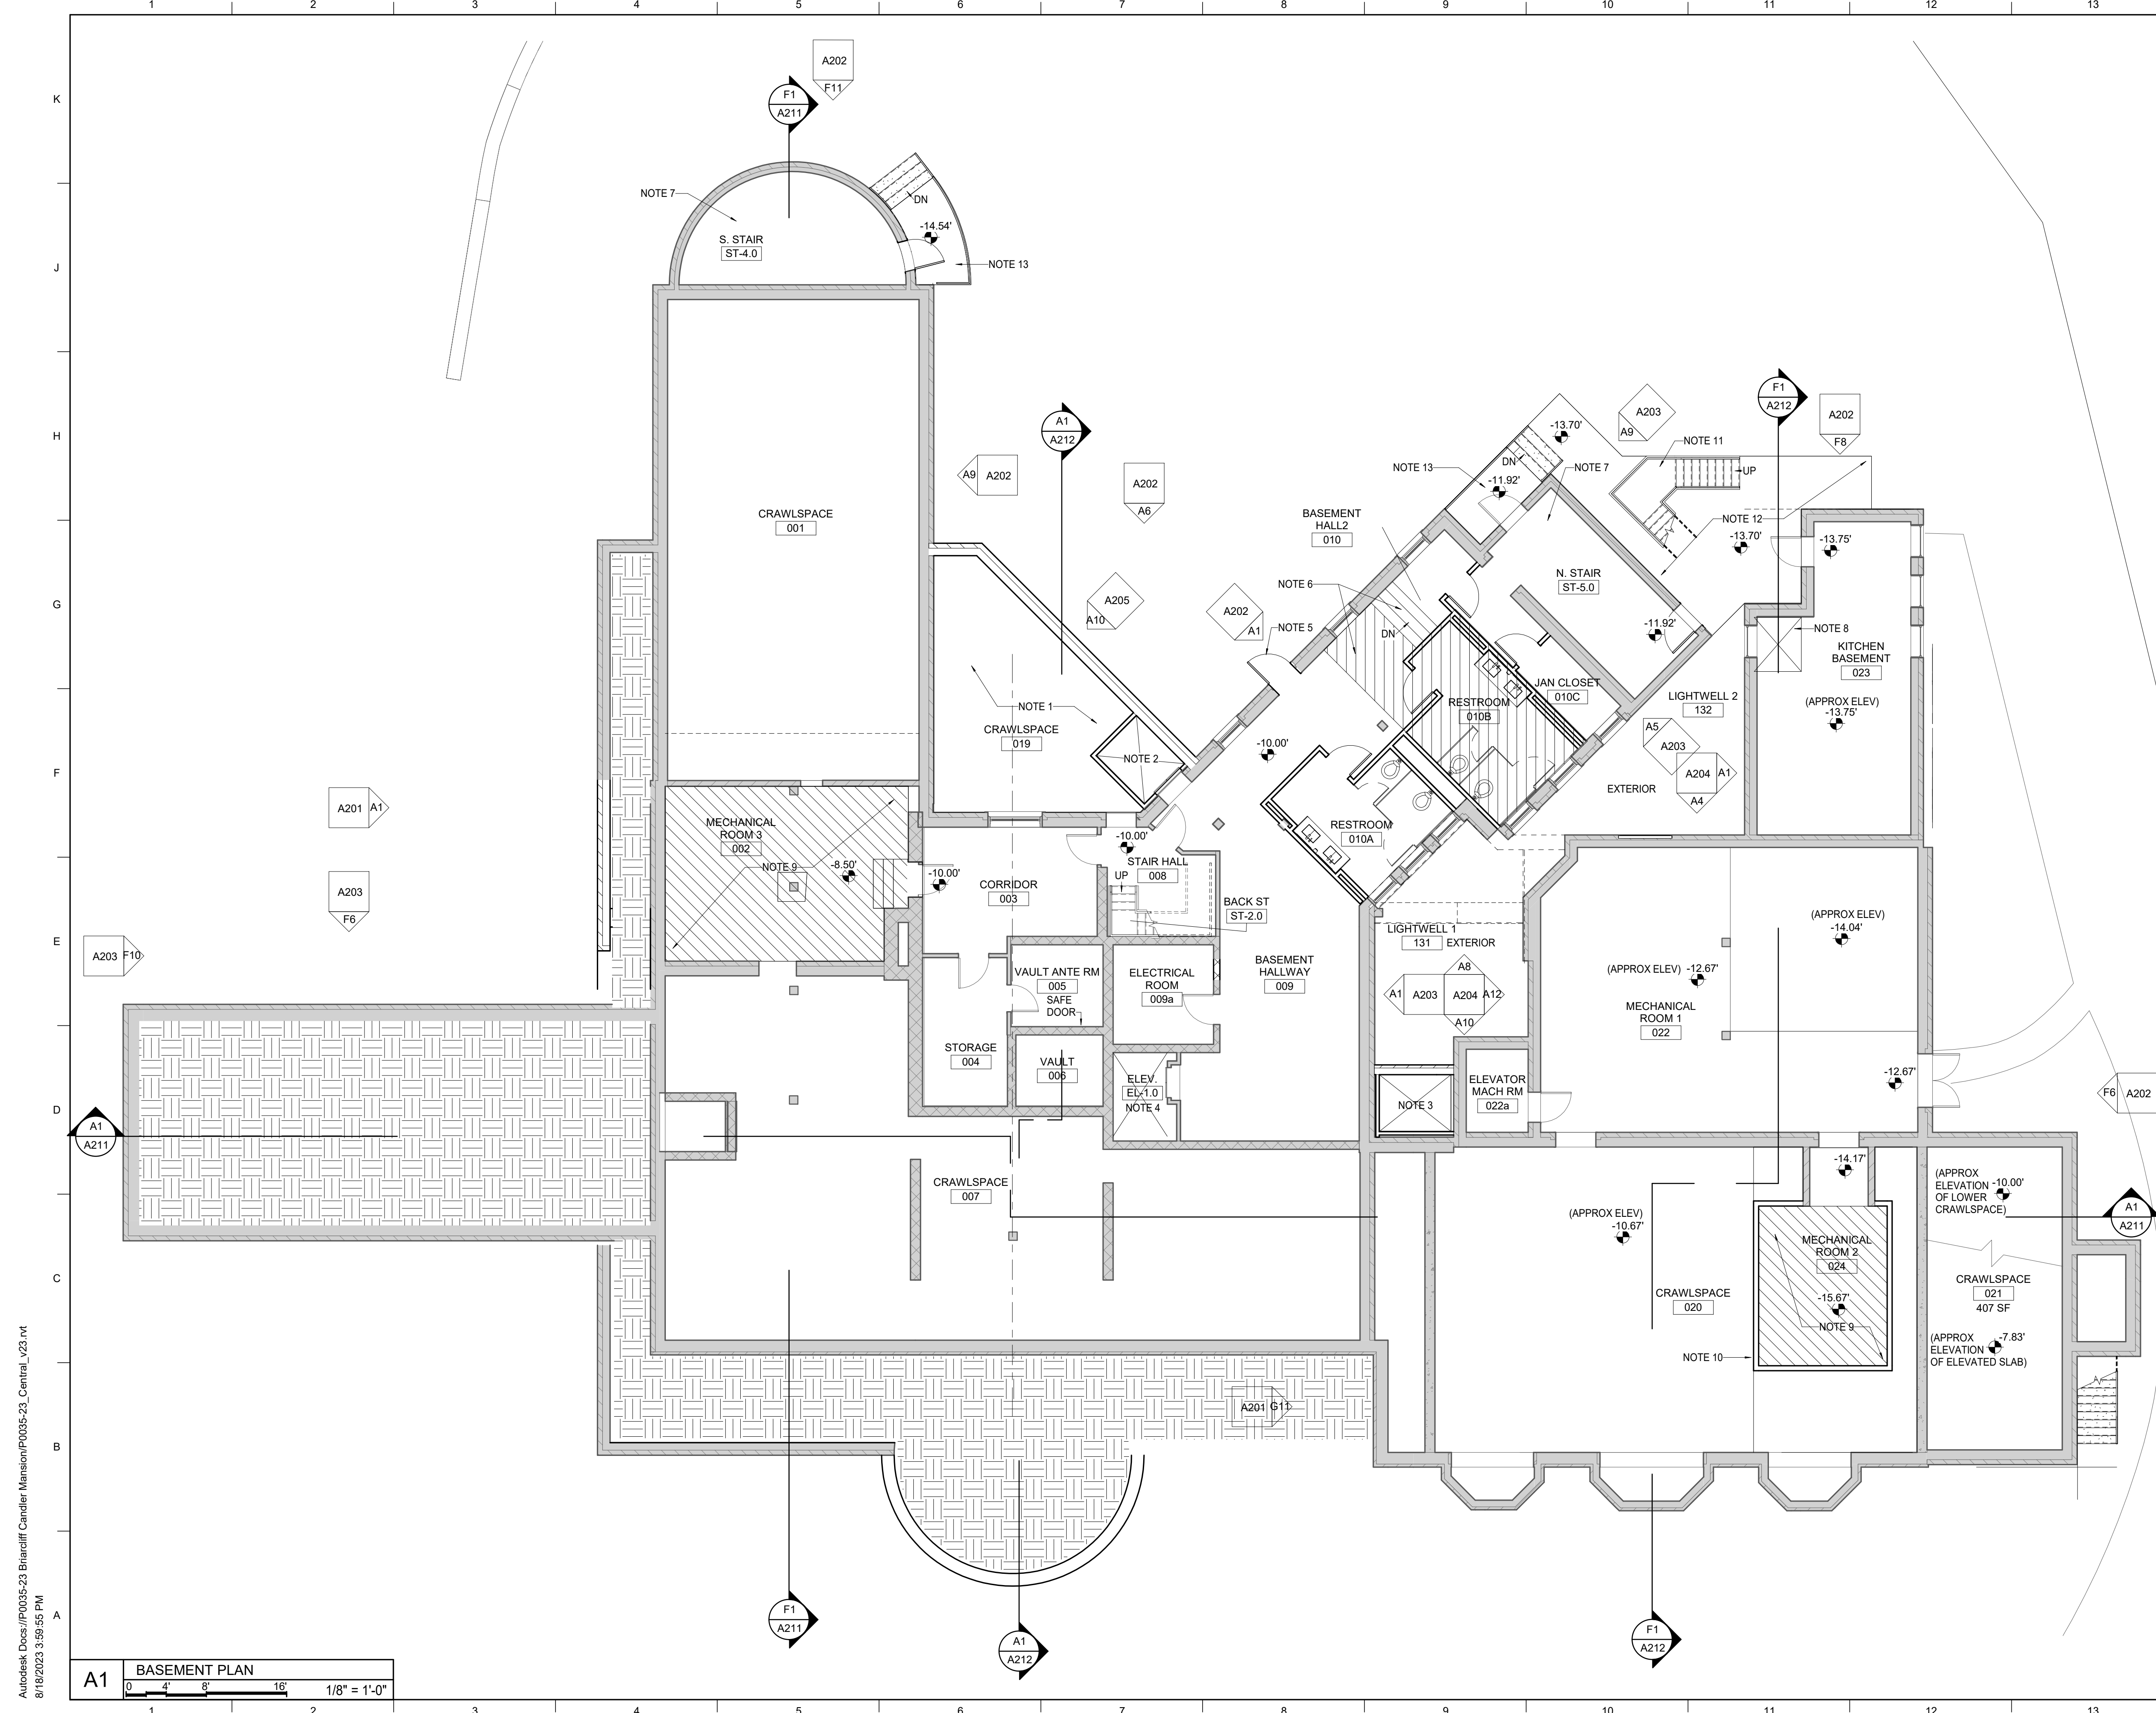 1 2 3 4 5 6 7 8 9 10 11 12 13
K
J
H
G
F
E
D
C
B
A
A202
F11
F1
A211
NOTE 7
DN
-14.54'
S. STAIR
ST-4.0
NOTE 13
F1
A212
A202
F8
A203
A9
-13.70'
NOTE 11
A1
A212
A9 A202
A202
A6
NOTE 13
DN
NOTE 7
UP
-11.92'
CRAWLSPACE
001
BASEMENT
HALL2
010
NOTE 12
-13.70'
-13.75'
NOTE 6
N. STAIR
ST-5.0
A205
A10
A202
A1
NOTE 5
DN
-11.92'
NOTE 8
KITCHEN
BASEMENT
023
(APPROX ELEV)
-13.75'
JAN CLOSET
010C
LIGHTWELL 2
132
RESTROOM
010B
NOTE 1
CRAWLSPACE
019
A5
A203
A204 A1
A4
-10.00'
NOTE 2
EXTERIOR
A201 A1
MECHANICAL
ROOM 3
002
RESTROOM
010A
-10.00'
STAIR HALL
008
NOTE 9
-8.50'
-10.00'
UP
CORRIDOR
003
A203
F6
BACK ST
ST-2.0
(APPROX ELEV)
-14.04'
LIGHTWELL 1
131 EXTERIOR
A203 F10
BASEMENT
HALLWAY
009
A8
A1 A203 A204 A12
A10
(APPROX ELEV) -12.67'
VAULT ANTE RM
005
SAFE
DOOR
ELECTRICAL
ROOM
009a
MECHANICAL
ROOM 1
022
STORAGE
004
VAULT
006
ELEV.
EL-1.0
NOTE 4
ELEVATOR
MACH RM
022a
NOTE 3
-12.67'
F6 A202
A1
A211
-14.17'
(APPROX
ELEVATION -10.00'
OF LOWER
CRAWLSPACE)
CRAWLSPACE
007
(APPROX ELEV)
-10.67'
A1
A211
MECHANICAL
ROOM 2
024
CRAWLSPACE
020
CRAWLSPACE
021
407 SF
-15.67'
NOTE 9
(APPROX -7.83'
ELEVATION
OF ELEVATED SLAB)
NOTE 10
A201 G11
F1
A211
A1
A212
F1
A212
A1
BASEMENT PLAN
0 4' 8' 16'
1/8" = 1'-0"
Autodesk Docs://P0035-23 Briarcliff Candler Mansion/P0035-23_Central_v23.rvt
8/18/2023 3:59:55 PM
1 2 3 4 5 6 7 8 9 10 11 12 13